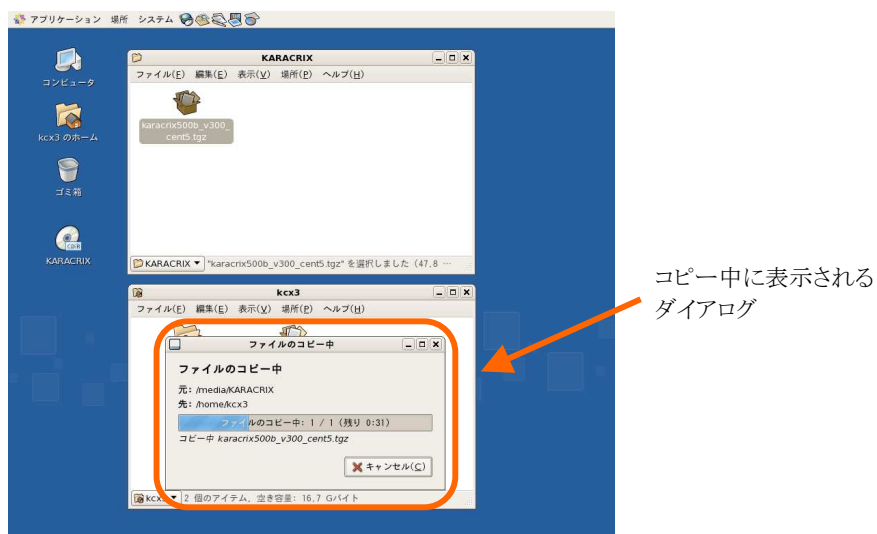 アプリケーション 場所 システム
コンピュータ
kcx3 のホーム
ゴミ箱
KARACRIX
KARACRIX
ファイル(F) 編集(E) 表示(V) 場所(P) ヘルプ(H)
karacrix500b_v300_
cent5.tgz
KARACRIX "karacrix500b_v300_cent5.tgz" を選択しました (47.8 …
kcx3
ファイル(F) 編集(E) 表示(V) 場所(P) ヘルプ(H)
ファイルのコピー中
ファイルのコピー中
元: /media/KARACRIX
先: /home/kcx3
ファイルのコピー中: 1 / 1 (残り 0:31)
コピー中 karacrix500b_v300_cent5.tgz
キャンセル(C)
2 個のアイテム, 空き容量: 16.7 Gバイト
コピー中に表示される
ダイアログ